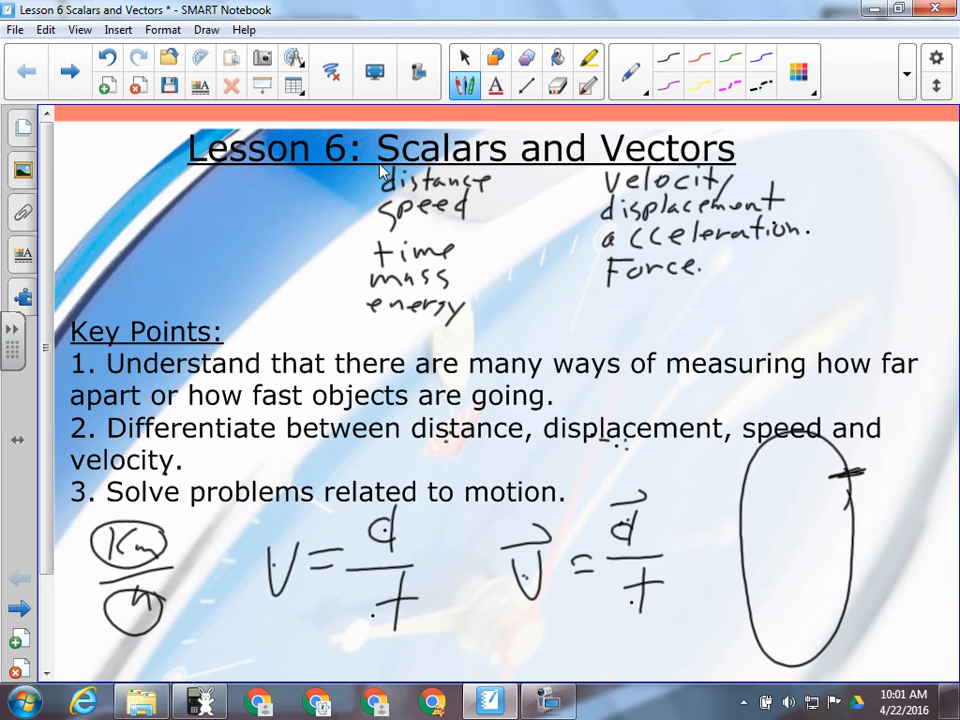 Lesson 6 Scalars and Vectors * - SMART Notebook
File Edit View Insert Format Draw Help
Lesson 6: Scalars and Vectors
distance
speed
time
mass
energy
Velocity
displacement
acceleration.
Force.
Key Points:
1. Understand that there are many ways of measuring how far
apart or how fast objects are going.
2. Differentiate between distance, displacement, speed and
velocity.
3. Solve problems related to motion.
Km
h
V = d
t
V = d
t
10:01 AM
4/22/2016